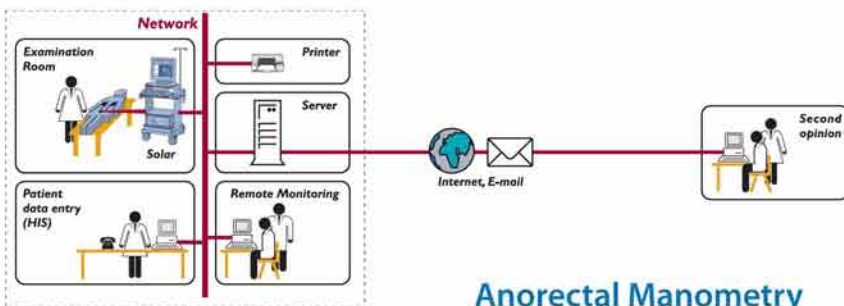 Network
Examination
Room
Solar
Printer
Server
Patient
data entry
(HIS)
Remote Monitoring
Internet, E-mail
Second
opinion
Anorectal Manometry